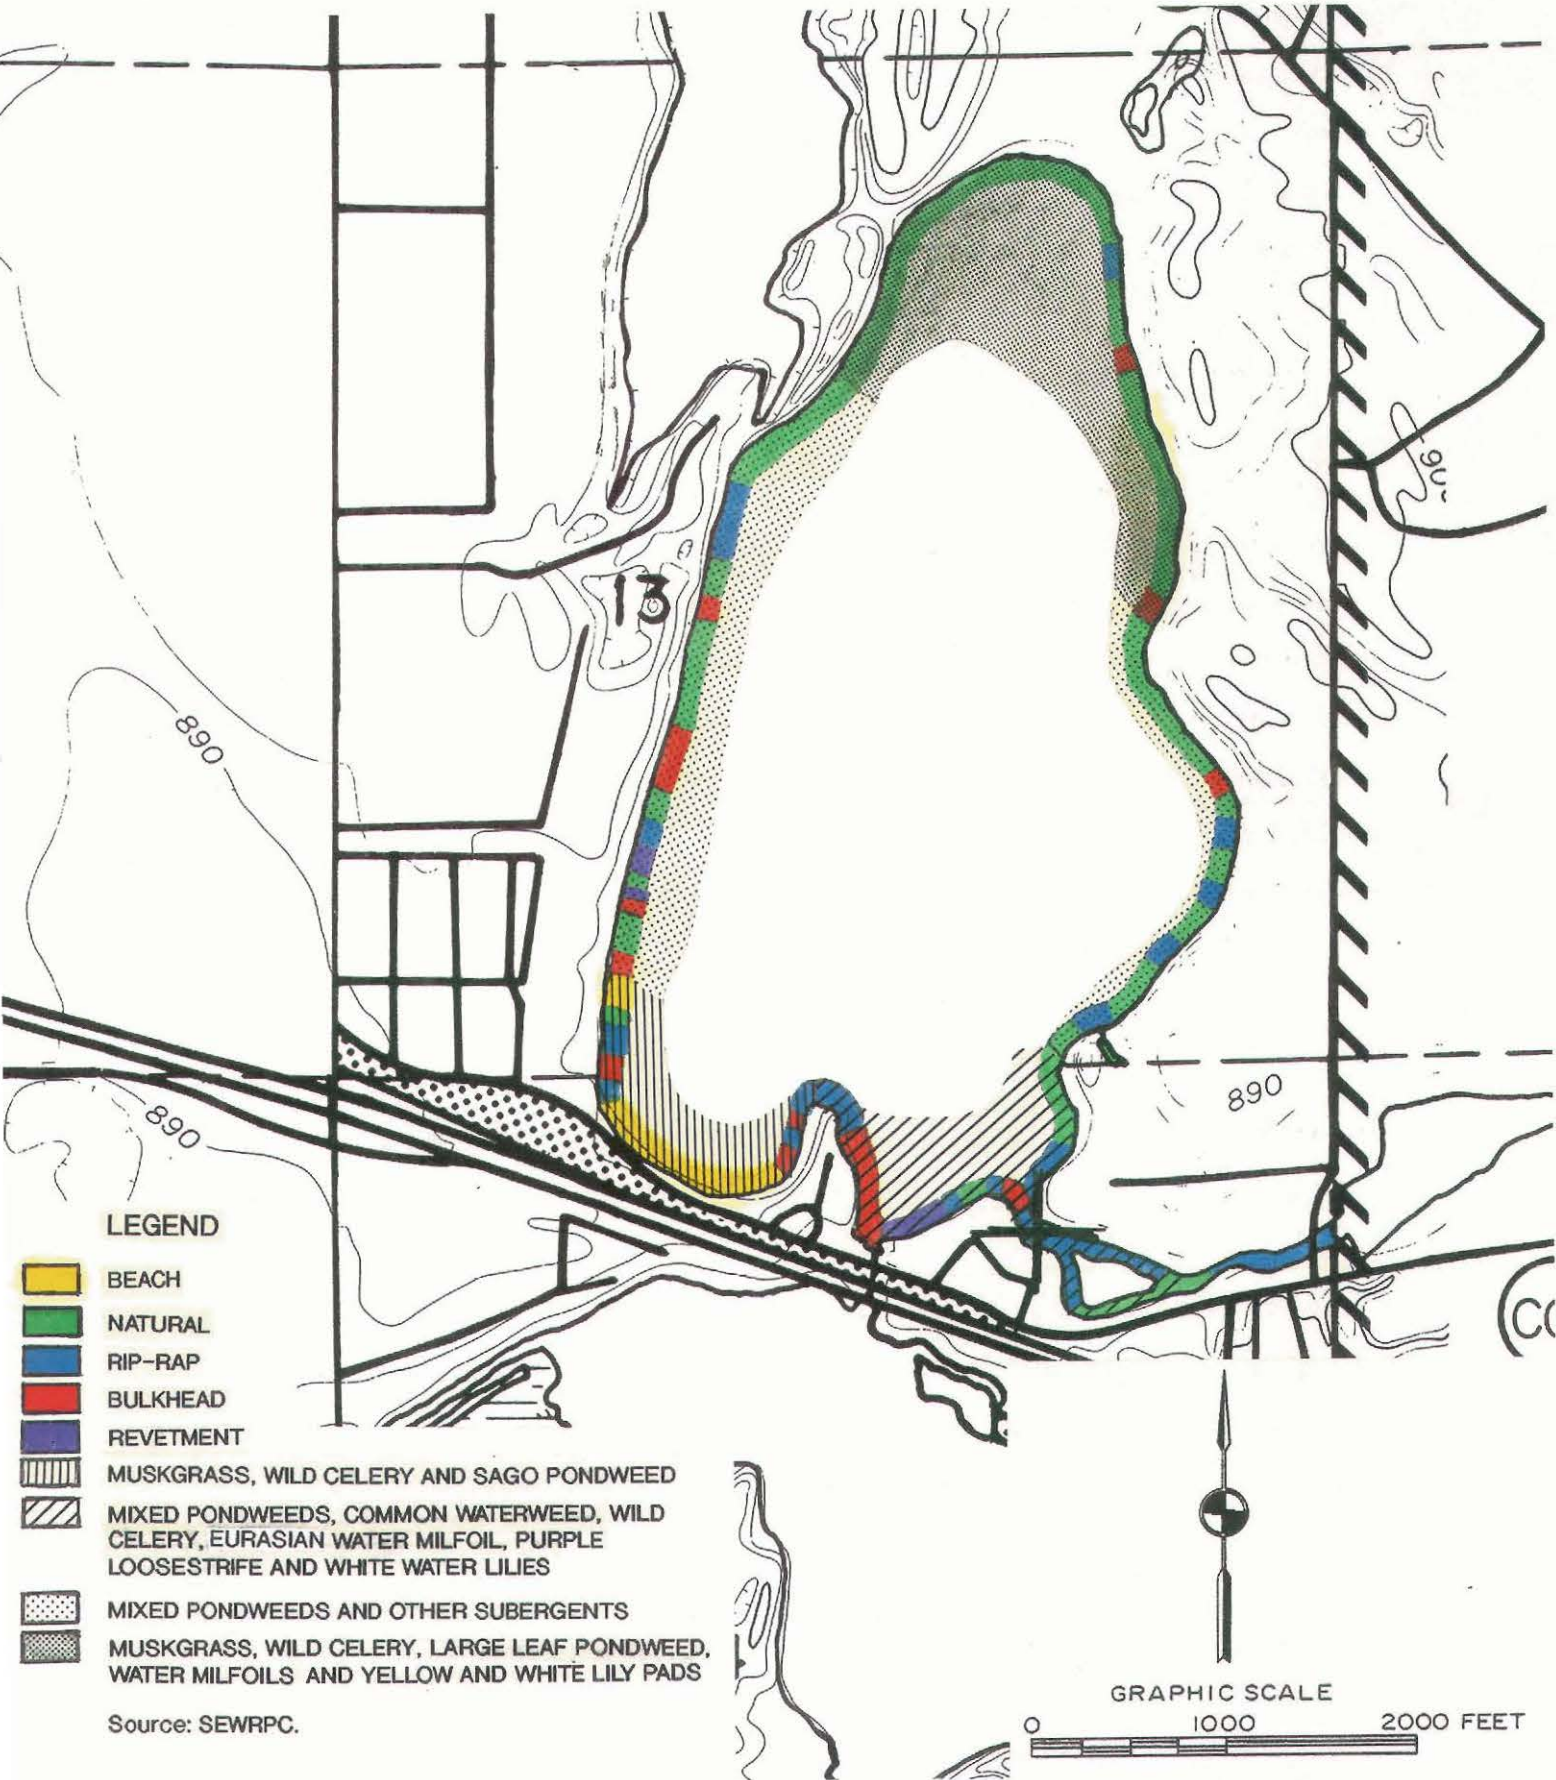 90
13
890
890
890
CO
LEGEND
BEACH
NATURAL
RIP-RAP
BULKHEAD
REVETMENT
MUSKGRASS, WILD CELERY AND SAGO PONDWEED
MIXED PONDWEEDS, COMMON WATERWEED, WILD
CELERY, EURASIAN WATER MILFOIL, PURPLE
LOOSESTRIFE AND WHITE WATER LILIES
MIXED PONDWEEDS AND OTHER SUBERGENTS
MUSKGRASS, WILD CELERY, LARGE LEAF PONDWEED,
WATER MILFOILS AND YELLOW AND WHITE LILY PADS
Source: SEWRPC.
GRAPHIC SCALE
0 1000 2000 FEET